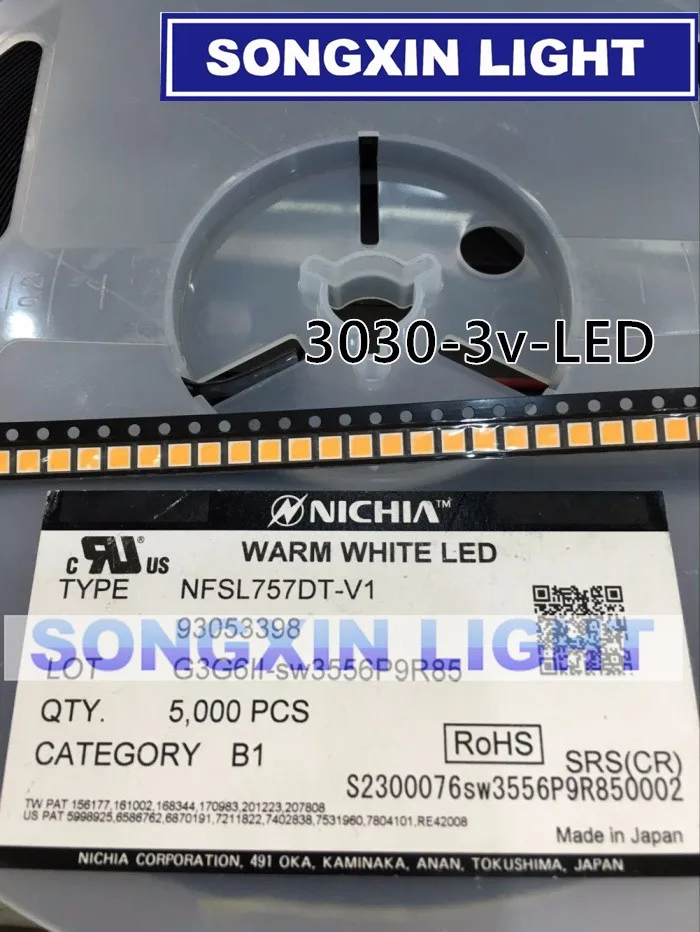 SONGXIN LIGHT
3030-3v-LED
NICHIA™
c RU US
WARM WHITE LED
TYPE NFSL757DT-V1
93053398
SONGXIN LIGHT
LOT G3G6II-sw3556P9R85
QTY. 5,000 PCS
CATEGORY B1
RoHS
SRS(CR)
S2300076sw3556P9R850002
TW PAT 156177,161002,168344,170983,201223,207808
US PAT 5998925,6586762,6870191,7211822,7402838,7531960,7804101,RE42008
Made in Japan
NICHIA CORPORATION, 491 OKA, KAMINAKA, ANAN, TOKUSHIMA, JAPAN